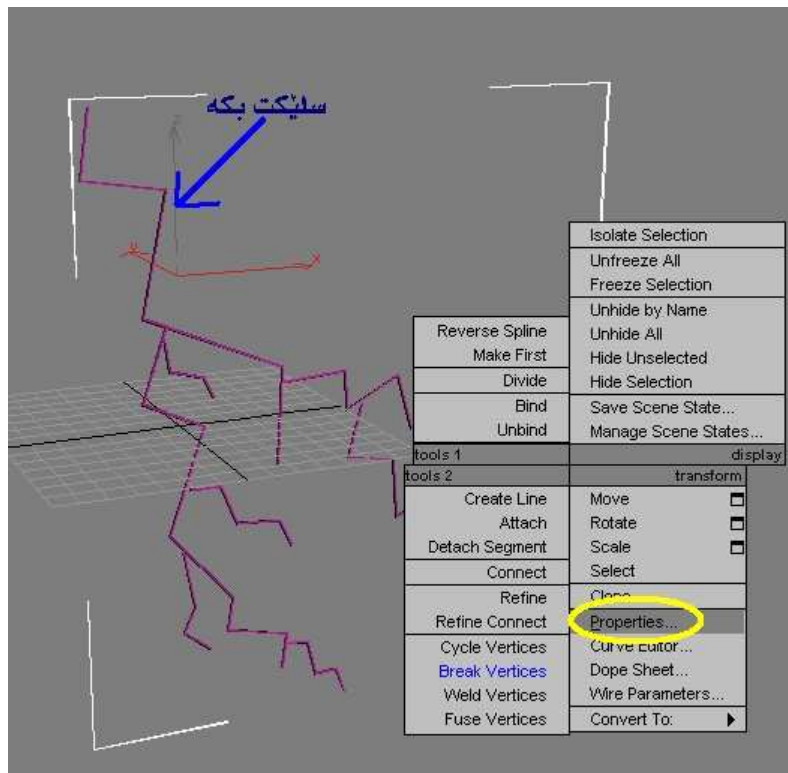 سلێکت بکە
z
x
Isolate Selection
Unfreeze All
Freeze Selection
Unhide by Name
Unhide All
Hide Unselected
Hide Selection
Save Scene State...
Manage Scene States...
display
Reverse Spline
Make First
Divide
Bind
Unbind
tools 1
tools 2
Create Line
Attach
Detach Segment
Connect
Refine
Refine Connect
Cycle Vertices
Break Vertices
Weld Vertices
Fuse Vertices
transform
Move
Rotate
Scale
Select
Clone
Properties...
Curve Editor...
Dope Sheet...
Wire Parameters...
Convert To: